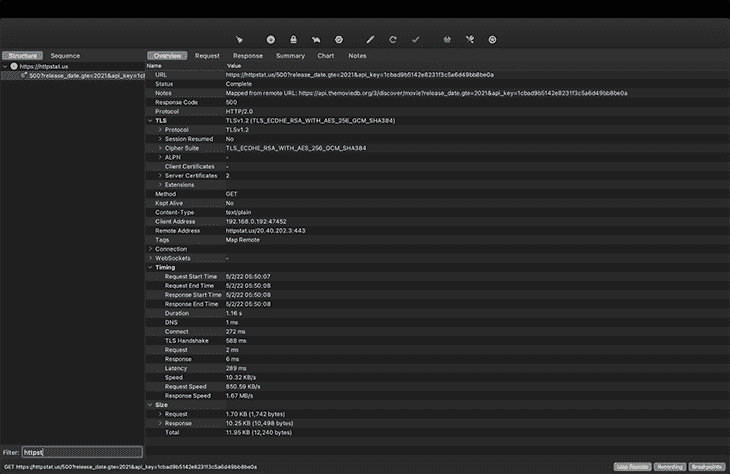 Structure Sequence
https://httpstat.us
500?release_date.gte=2021&api_key=1cb
Overview Request Response Summary Chart Notes
Name Value
URL https://httpstat.us/500?release_date.gte=2021&api_key=1cbad9b5142e8231f3c5a6d49bb8be0a
Status Complete
Notes Mapped from remote URL: https://api.themoviedb.org/3/discover/movie?release_date.gte=2021&api_key=1cbad9b5142e8231f3c5a6d49bb8be0a
Response Code 500
Protocol HTTP/2.0
TLS TLSv1.2 (TLS_ECDHE_RSA_WITH_AES_256_GCM_SHA384)
Protocol TLSv1.2
Session Resumed No
Cipher Suite TLS_ECDHE_RSA_WITH_AES_256_GCM_SHA384
ALPN -
Client Certificates -
Server Certificates 2
Extensions
Method GET
Kept Alive No
Content-Type text/plain
Client Address 192.168.0.192:47452
Remote Address httpstat.us/20.40.202.3:443
Tags Map Remote
Connection
WebSockets -
Timing
Request Start Time 5/2/22 05:50:07
Request End Time 5/2/22 05:50:08
Response Start Time 5/2/22 05:50:08
Response End Time 5/2/22 05:50:08
Duration 1.16 s
DNS 1 ms
Connect 272 ms
TLS Handshake 588 ms
Request 2 ms
Response 6 ms
Latency 289 ms
Speed 10.32 KB/s
Request Speed 850.59 KB/s
Response Speed 1.67 MB/s
Size
Request 1.70 KB (1,742 bytes)
Response 10.25 KB (10,498 bytes)
Total 11.95 KB (12,240 bytes)
Filter: httpst
GET https://httpstat.us/500?release_date.gte=2021&api_key=1cbad9b5142e8231f3c5a6d49bb8be0a
Map Remote Recording Breakpoints